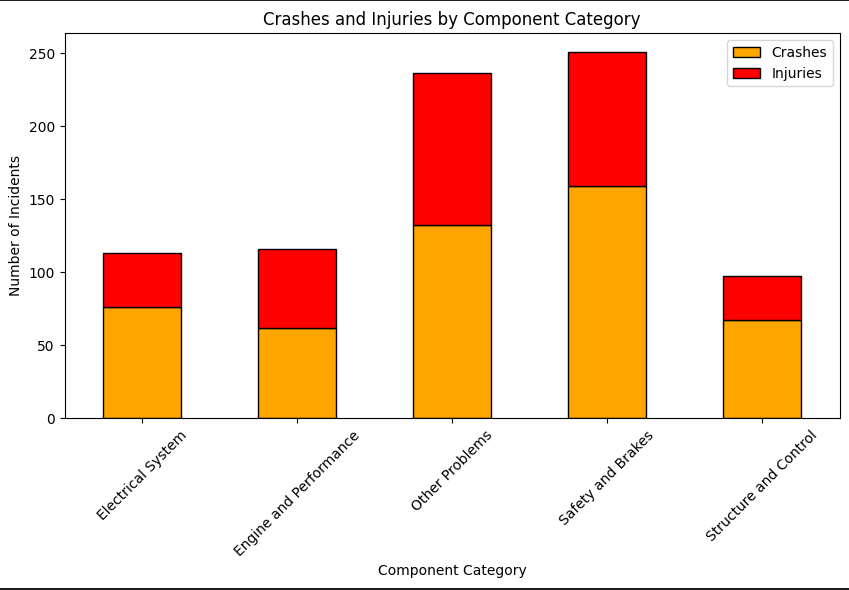 Crashes and Injuries by Component Category
Crashes
Injuries
Number of Incidents
250
200
150
100
50
0
Electrical System
Engine and Performance
Other Problems
Safety and Brakes
Structure and Control
Component Category